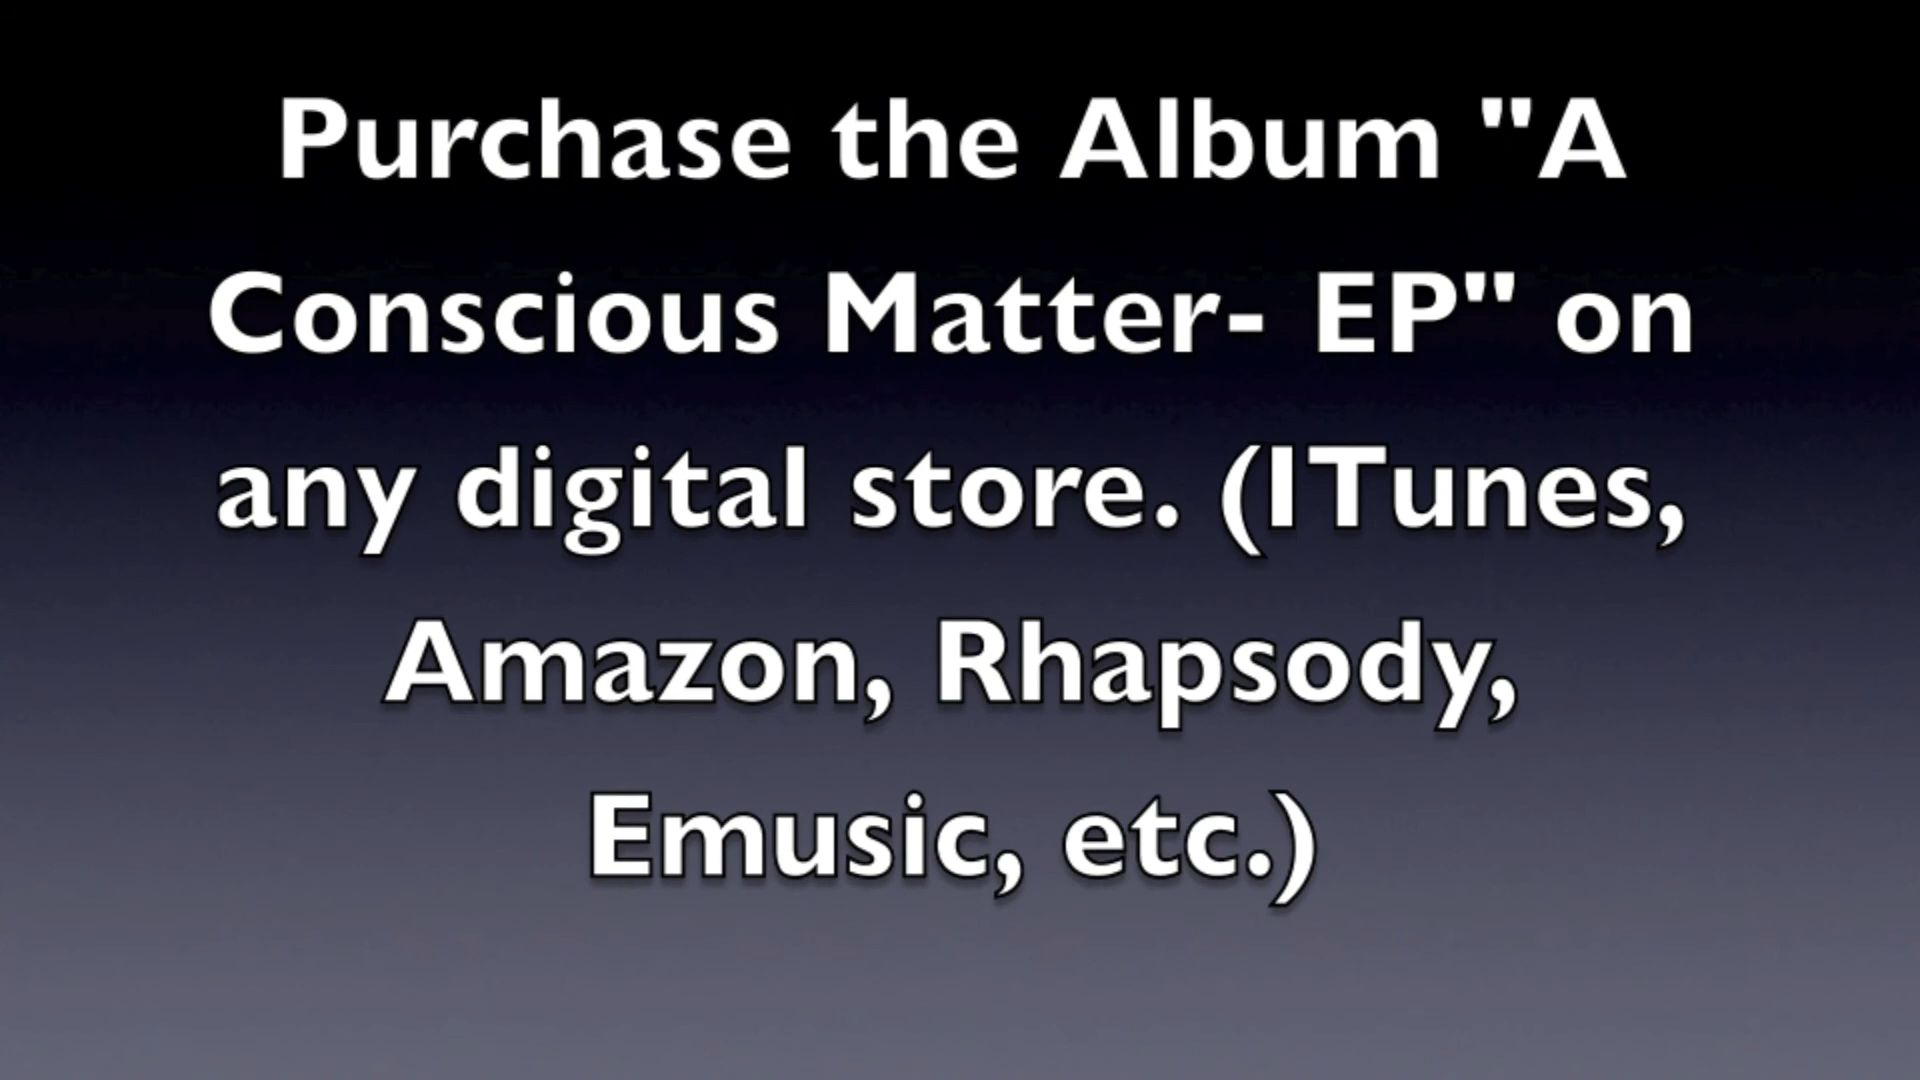 Purchase the Album "A
Conscious Matter- EP" on
any digital store. (ITunes,
Amazon, Rhapsody,
Emusic, etc.)